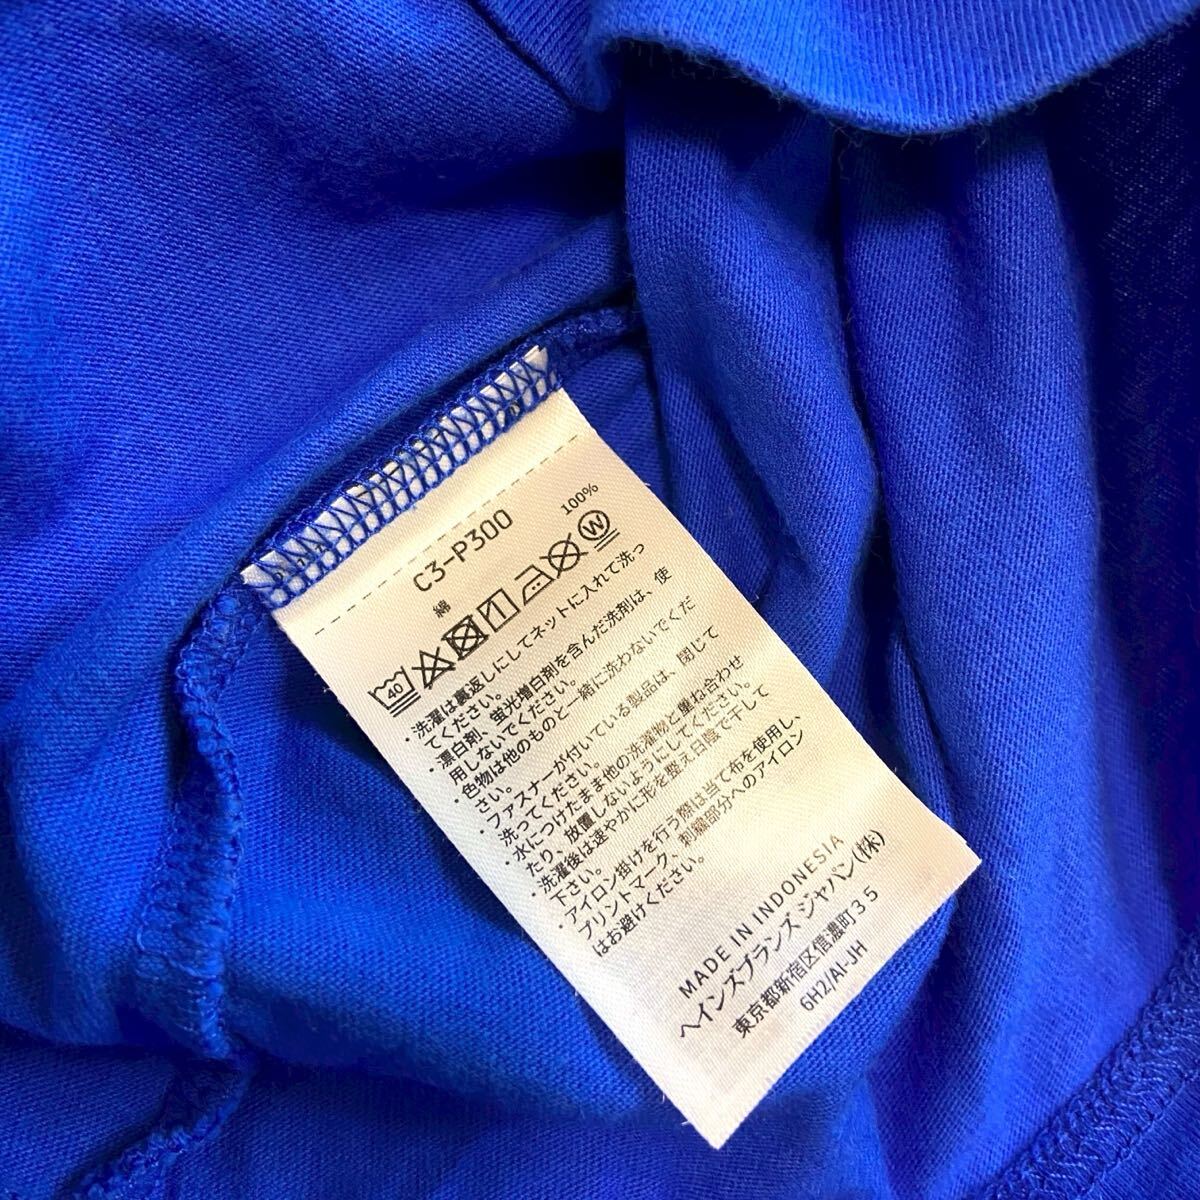 C3-P300
綿 100%
40 W
・洗濯は裏返しにしてネットに入れて洗っ
てください。
・漂白剤、蛍光増白剤を含んだ洗剤は、使
用しないでください。
・色物は他のものと一緒に洗わないでくだ
さい。
・ファスナーが付いている製品は、閉じて
洗ってください。
・水につけたまま他の洗濯物と重ね合わせ
たり、放置しないようにしてください。
・洗濯後は速やかに形を整え日陰で干して
下さい。
・アイロン掛けを行う際は当て布を使用し、
プリントマーク、刺繍部分へのアイロン
はお避けください。
MADE IN INDONESIA
ヘインズブランズ ジャパン(株)
東京都新宿区信濃町35
6H2/AI-JH